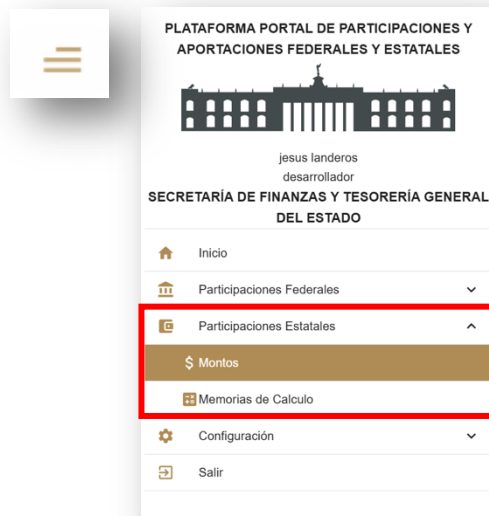 PLATAFORMA PORTAL DE PARTICIPACIONES Y
APORTACIONES FEDERALES Y ESTATALES
jesus landeros
desarrollador
SECRETARÍA DE FINANZAS Y TESORERÍA GENERAL
DEL ESTADO
Inicio
Participaciones Federales
Participaciones Estatales
$ Montos
Memorias de Calculo
Configuración
Salir